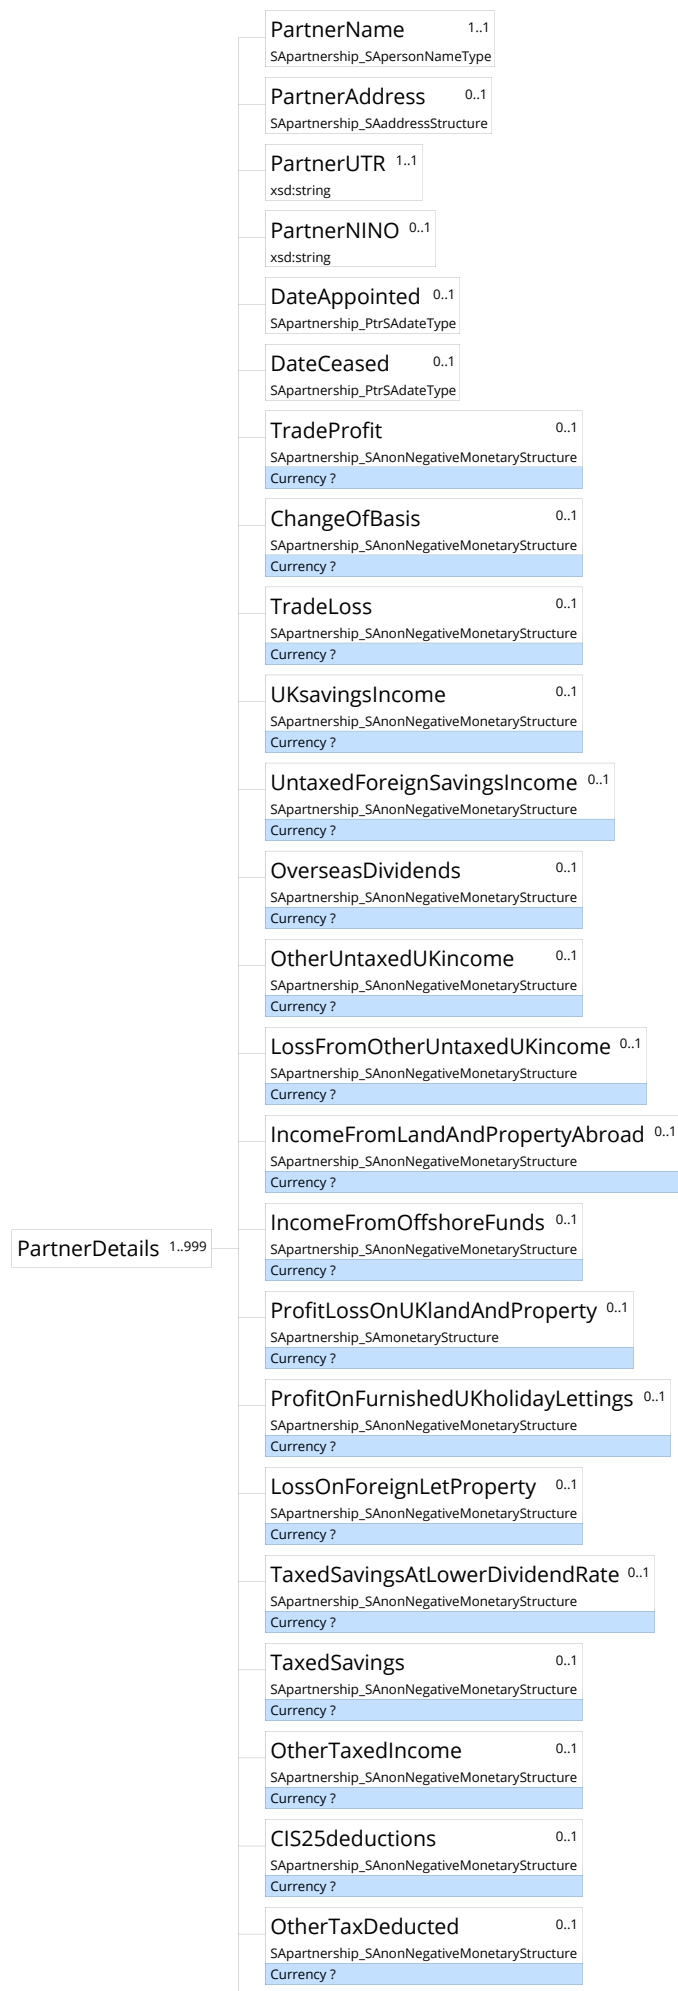 PartnerName 1..1
SApartnership_SApersonNameType
PartnerAddress 0..1
SApartnership_SAaddressStructure
PartnerUTR 1..1
xsd:string
PartnerNINO 0..1
xsd:string
DateAppointed 0..1
SApartnership_PtrSAdateType
DateCeased 0..1
SApartnership_PtrSAdateType
TradeProfit 0..1
SApartnership_SAnonNegativeMonetaryStructure
Currency ?
ChangeOfBasis 0..1
SApartnership_SAnonNegativeMonetaryStructure
Currency ?
TradeLoss 0..1
SApartnership_SAnonNegativeMonetaryStructure
Currency ?
UKsavingsIncome 0..1
SApartnership_SAnonNegativeMonetaryStructure
Currency ?
UntaxedForeignSavingsIncome 0..1
SApartnership_SAnonNegativeMonetaryStructure
Currency ?
OverseasDividends 0..1
SApartnership_SAnonNegativeMonetaryStructure
Currency ?
OtherUntaxedUKincome 0..1
SApartnership_SAnonNegativeMonetaryStructure
Currency ?
LossFromOtherUntaxedUKincome 0..1
SApartnership_SAnonNegativeMonetaryStructure
Currency ?
IncomeFromLandAndPropertyAbroad 0..1
SApartnership_SAnonNegativeMonetaryStructure
Currency ?
PartnerDetails 1..999
IncomeFromOffshoreFunds 0..1
SApartnership_SAnonNegativeMonetaryStructure
Currency ?
ProfitLossOnUKlandAndProperty 0..1
SApartnership_SAmonetaryStructure
Currency ?
ProfitOnFurnishedUKholidayLettings 0..1
SApartnership_SAnonNegativeMonetaryStructure
Currency ?
LossOnForeignLetProperty 0..1
SApartnership_SAnonNegativeMonetaryStructure
Currency ?
TaxedSavingsAtLowerDividendRate 0..1
SApartnership_SAnonNegativeMonetaryStructure
Currency ?
TaxedSavings 0..1
SApartnership_SAnonNegativeMonetaryStructure
Currency ?
OtherTaxedIncome 0..1
SApartnership_SAnonNegativeMonetaryStructure
Currency ?
CIS25deductions 0..1
SApartnership_SAnonNegativeMonetaryStructure
Currency ?
OtherTaxDeducted 0..1
SApartnership_SAnonNegativeMonetaryStructure
Currency ?